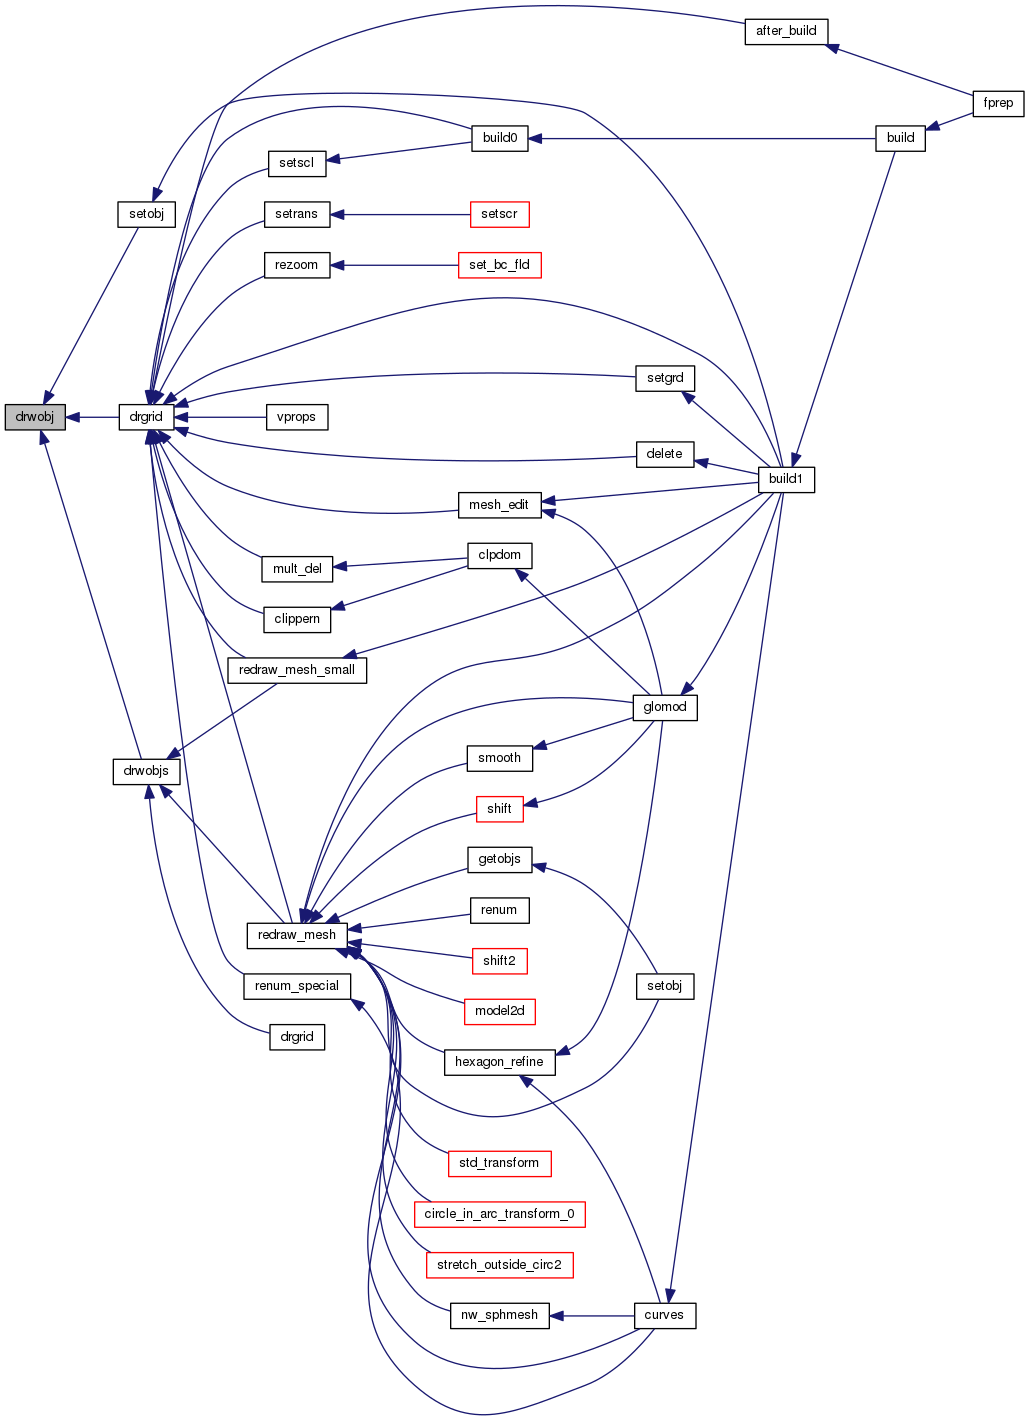 after_build
fprep
build0
build
setscl
setobj
setrans
setscr
rezoom
set_bc_fld
setgrd
drwobj
drgrid
vprops
delete
build1
mesh_edit
clpdom
mult_del
clippern
redraw_mesh_small
glomod
smooth
drwobjs
shift
getobjs
renum
redraw_mesh
shift2
renum_special
setobj
model2d
drgrid
hexagon_refine
std_transform
circle_in_arc_transform_0
stretch_outside_circ2
nw_sphmesh
curves